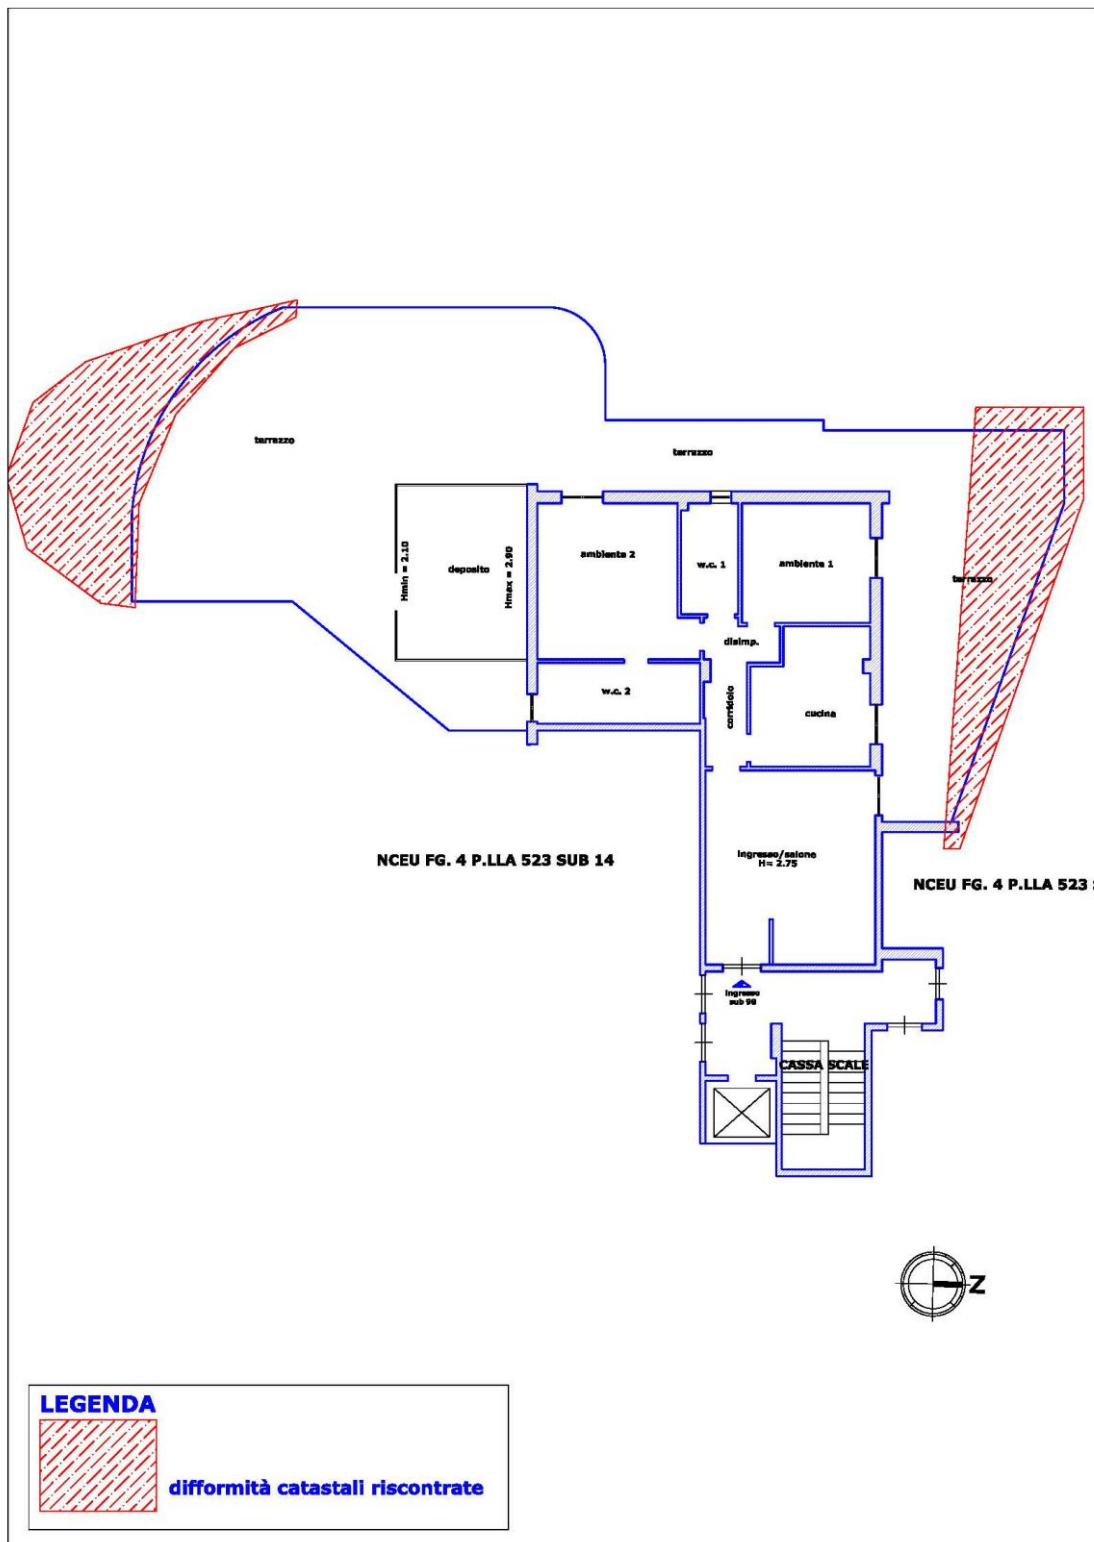 terrazzo
terrazzo
Hmin = 2.10
deposito
Hmax = 2.90
ambiente 2
w.c. 1
ambiente 1
terrazzo
disimp.
w.c. 2
corridoio
cucina
ingresso/salone
H= 2.75
NCEU FG. 4 P.LLA 523 SUB 14
NCEU FG. 4 P.LLA 523
ingresso
sub 98
CASSA SCALE
N
LEGENDA
difformità catastali riscontrate